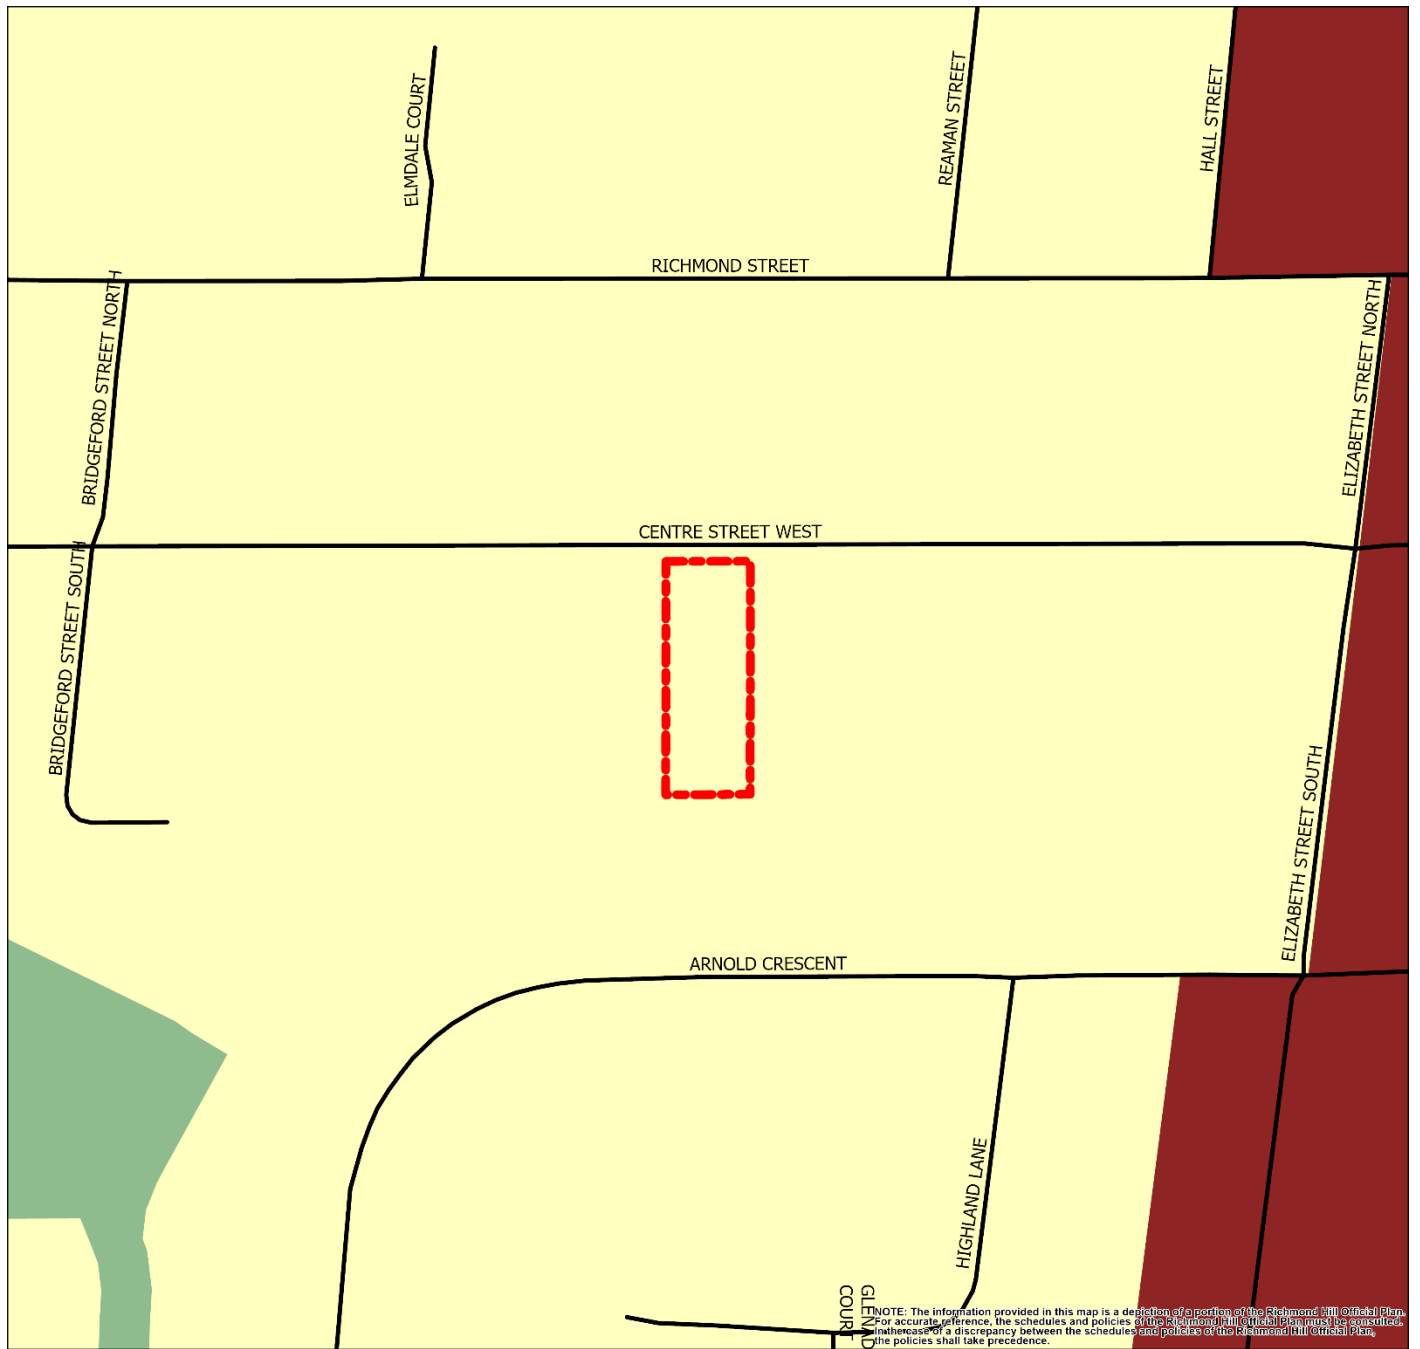 ELMDALE COURT
REAMAN STREET
HALL STREET
RICHMOND STREET
BRIDGEFORD STREET NORTH
ELIZABETH STREET NORTH
CENTRE STREET WEST
BRIDGEFORD STREET SOUTH
ELIZABETH STREET SOUTH
ARNOLD CRESCENT
HIGHLAND LANE
COURT
NOTE: The information provided in this map is a depiction of a portion of the Richmond Hill Official Plan.
For accurate reference, the schedules and policies of the Richmond Hill Official Plan must be consulted.
In the case of a discrepancy between the schedules and policies of the Richmond Hill Official Plan,
the policies shall take precedence.